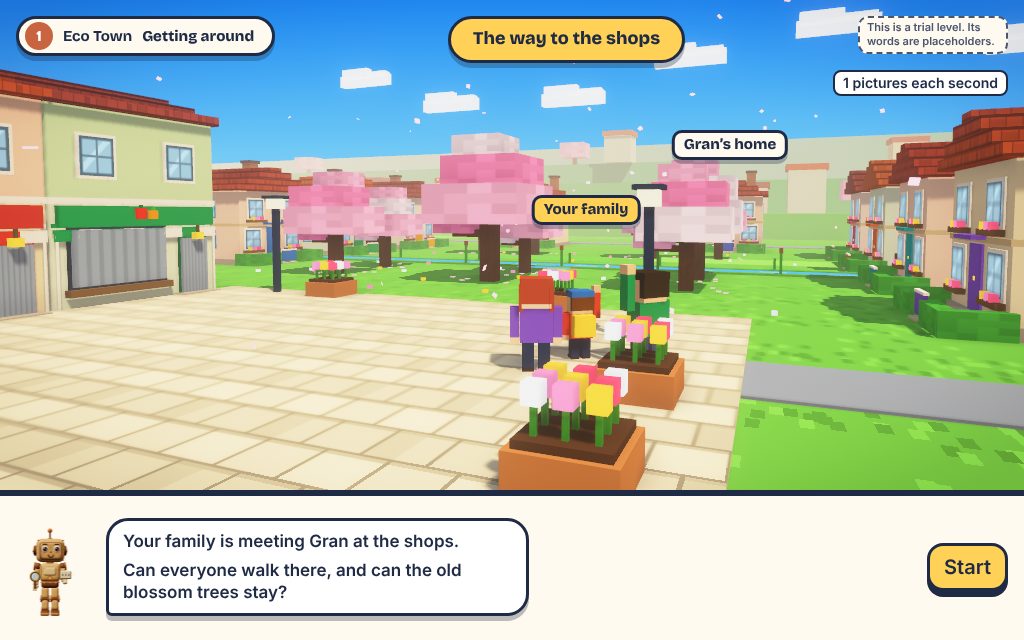 1 Eco Town Getting around
The way to the shops
This is a trial level. Its
words are placeholders.
1 pictures each second
Gran's home
Your family
Your family is meeting Gran at the shops.
Can everyone walk there, and can the old
blossom trees stay?
Start